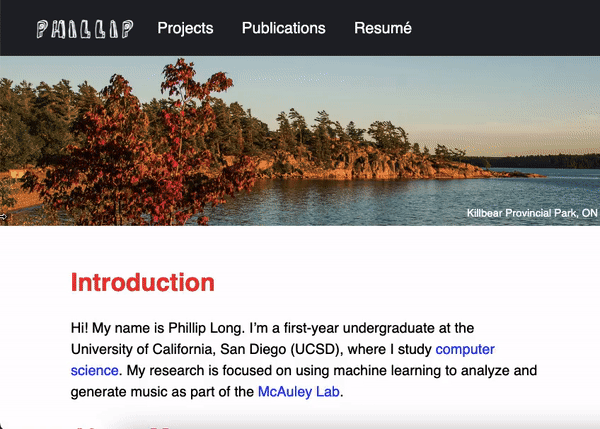 PHILLIP Projects Publications Resumé
Killbear Provincial Park, ON
Introduction
Hi! My name is Phillip Long. I'm a first-year undergraduate at the
University of California, San Diego (UCSD), where I study computer
science. My research is focused on using machine learning to analyze and
generate music as part of the McAuley Lab.